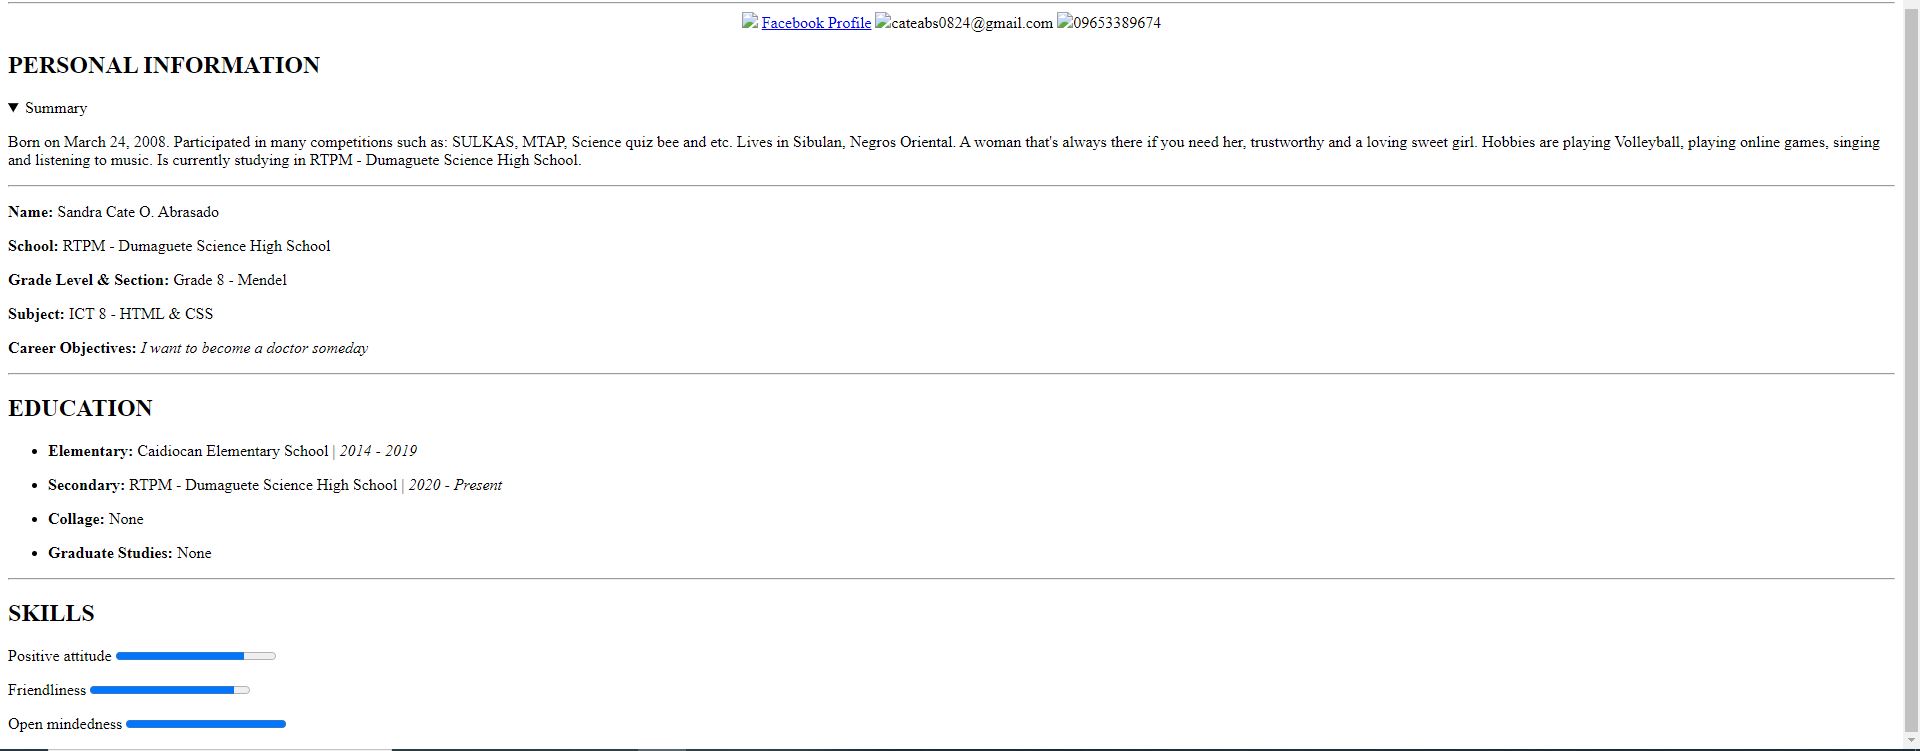 Facebook Profile cateabs0824@gmail.com 09653389674
PERSONAL INFORMATION
Summary
Born on March 24, 2008. Participated in many competitions such as: SULKAS, MTAP, Science quiz bee and etc. Lives in Sibulan, Negros Oriental. A woman that's always there if you need her, trustworthy and a loving sweet girl. Hobbies are playing Volleyball, playing online games, singing
and listening to music. Is currently studying in RTPM - Dumaguete Science High School.
Name: Sandra Cate O. Abrasado
School: RTPM - Dumaguete Science High School
Grade Level & Section: Grade 8 - Mendel
Subject: ICT 8 - HTML & CSS
Career Objectives: I want to become a doctor someday
EDUCATION
Elementary: Caidiocan Elementary School | 2014 - 2019
Secondary: RTPM - Dumaguete Science High School | 2020 - Present
Collage: None
Graduate Studies: None
SKILLS
Positive attitude
Friendliness
Open mindedness